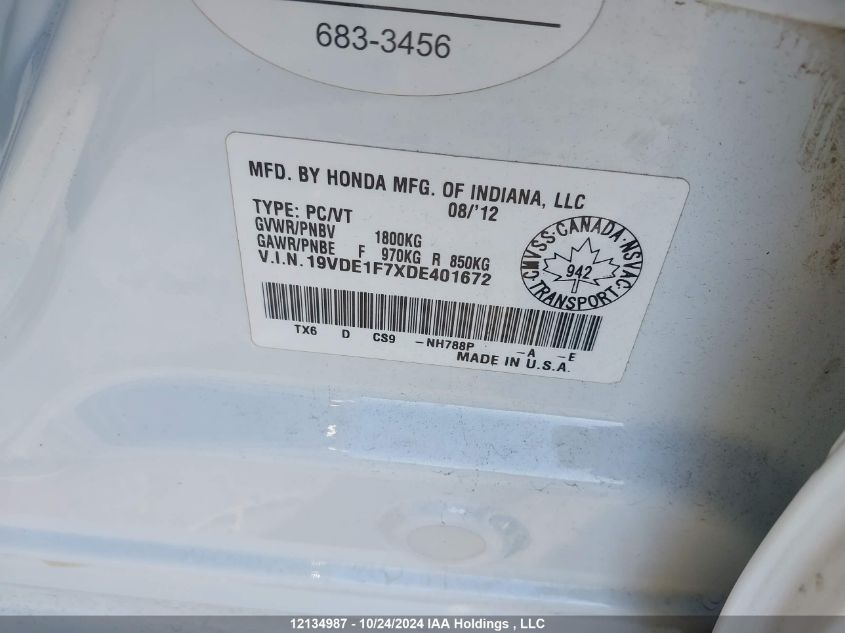 683-3456
MFD. BY HONDA MFG. OF INDIANA, LLC
08/'12
TYPE: PC/VT
GVWR/PNBV 1800KG
GAWR/PNBE F 970KG R 850KG
V.I.N. 19VDE1F7XDE401672
CMVSS·CANADA·NSVAC·
942
TRANSPORT
TX6 D CS9 -NH788P -A -E
MADE IN U.S.A.
12134987 - 10/24/2024 IAA Holdings , LLC